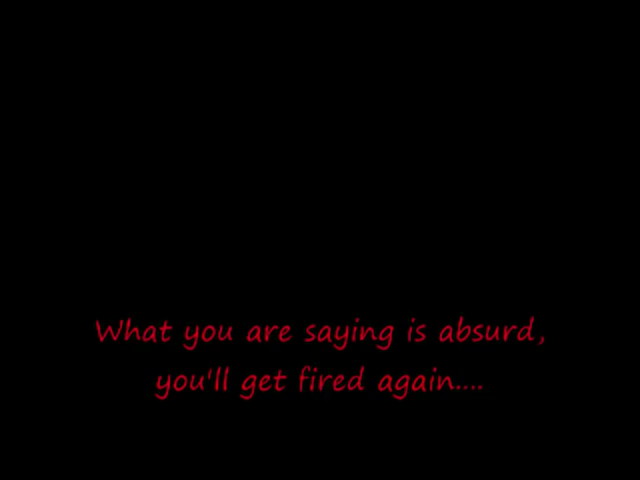 What you are saying is absurd,
you'll get fired again....